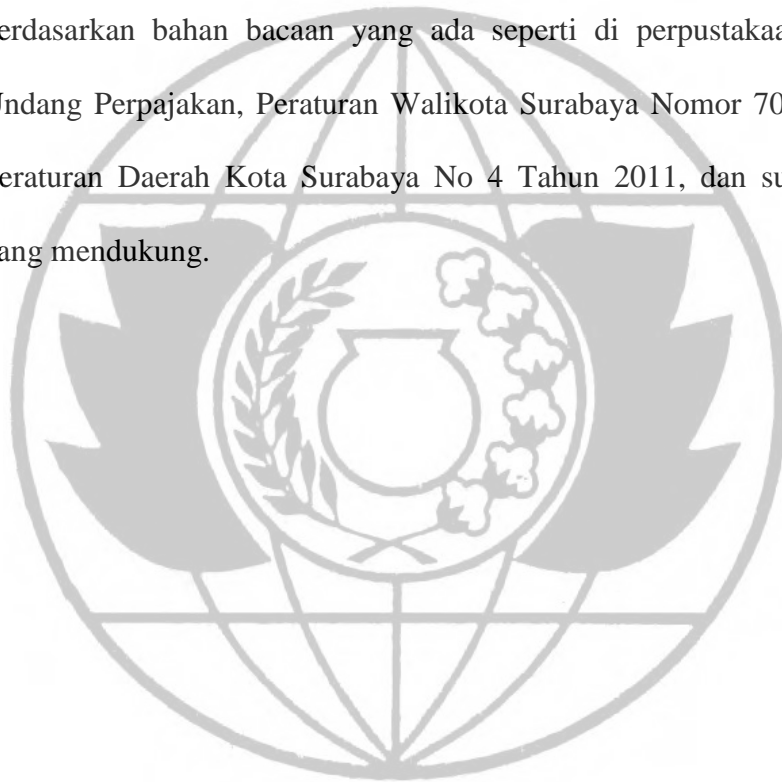 erdasarkan bahan bacaan yang ada seperti di perpustakaa
Undang Perpajakan, Peraturan Walikota Surabaya Nomor 70
eraturan Daerah Kota Surabaya No 4 Tahun 2011, dan su
ang mendukung.